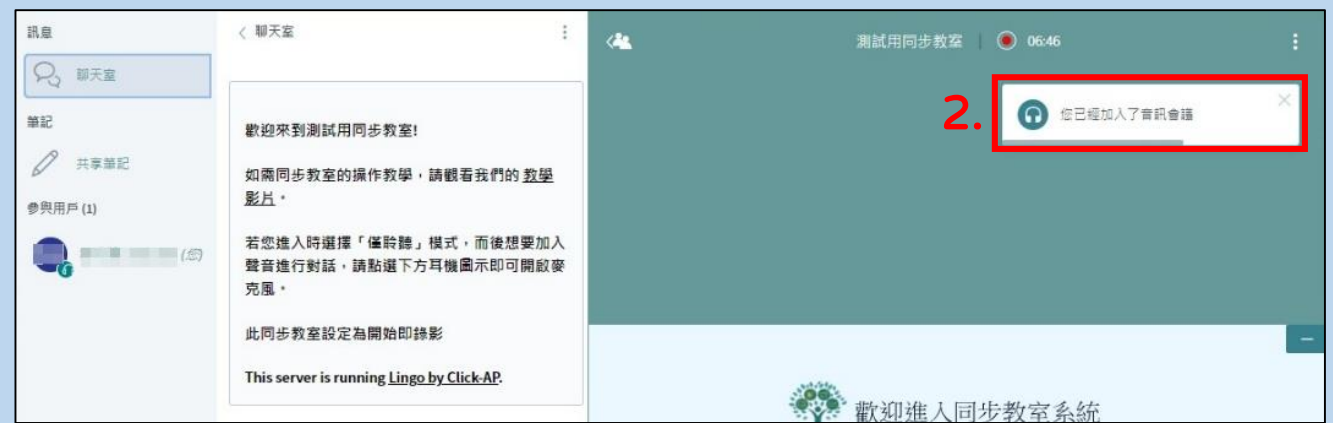 訊息
聊天室
筆記
共享筆記
參與用戶 (1)
(您)
聊天室
歡迎來到測試用同步教室!
如需同步教室的操作教學，請觀看我們的 教學
影片。
若您進入時選擇「僅聆聽」模式，而後想要加入
聲音進行對話，請點選下方耳機圖示即可開啟麥
克風。
此同步教室設定為開始即錄影
This server is running Lingo by Click-AP.
測試用同步教室 | 06:46
2.
您已經加入了音訊會議
歡迎進入同步教室系統